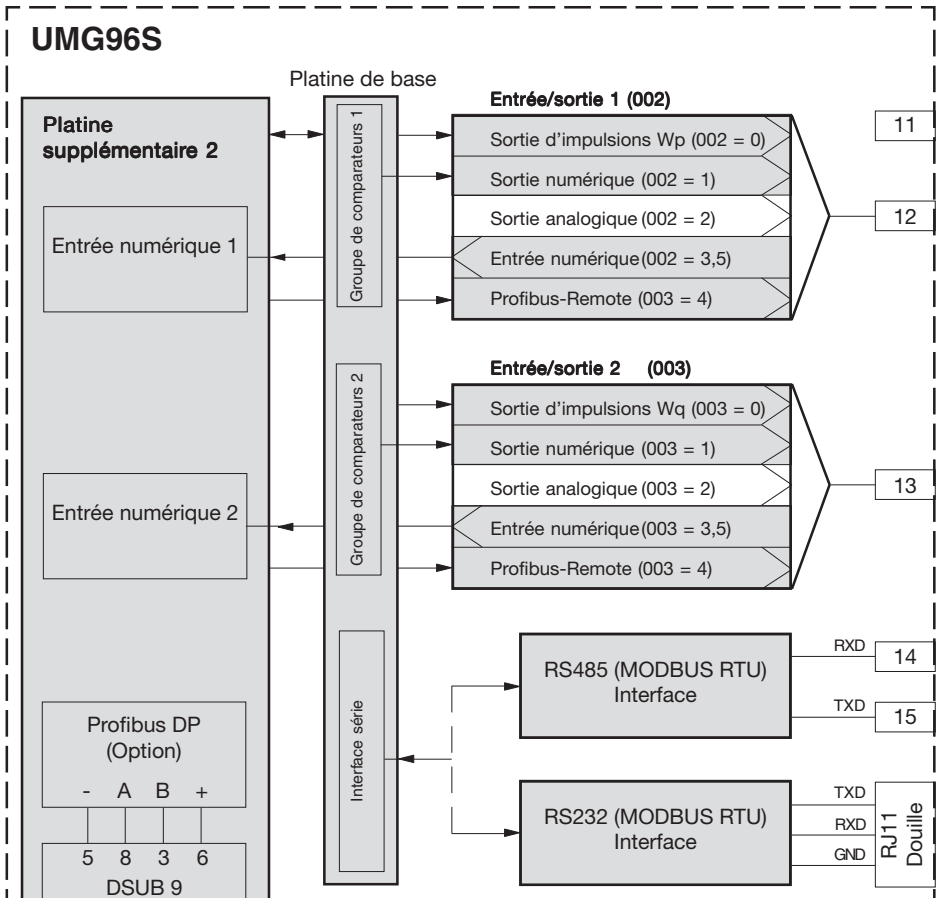 UMG96S
Platine de base
Platine
supplémentaire 2
Entrée numérique 1
Entrée numérique 2
Profibus DP
(Option)
- A B +
5 8 3 6
DSUB 9
Groupe de comparateurs 1
Groupe de comparateurs 2
Interface série
Entrée/sortie 1 (002)
Sortie d'impulsions Wp (002 = 0)
Sortie numérique (002 = 1)
Sortie analogique (002 = 2)
Entrée numérique (002 = 3,5)
Profibus-Remote (003 = 4)
Entrée/sortie 2 (003)
Sortie d'impulsions Wq (003 = 0)
Sortie numérique (003 = 1)
Sortie analogique (003 = 2)
Entrée numérique (003 = 3,5)
Profibus-Remote (003 = 4)
RS485 (MODBUS RTU)
Interface
RS232 (MODBUS RTU)
Interface
11
12
13
RXD 14
TXD 15
TXD
RXD
GND
RJ11
Douille